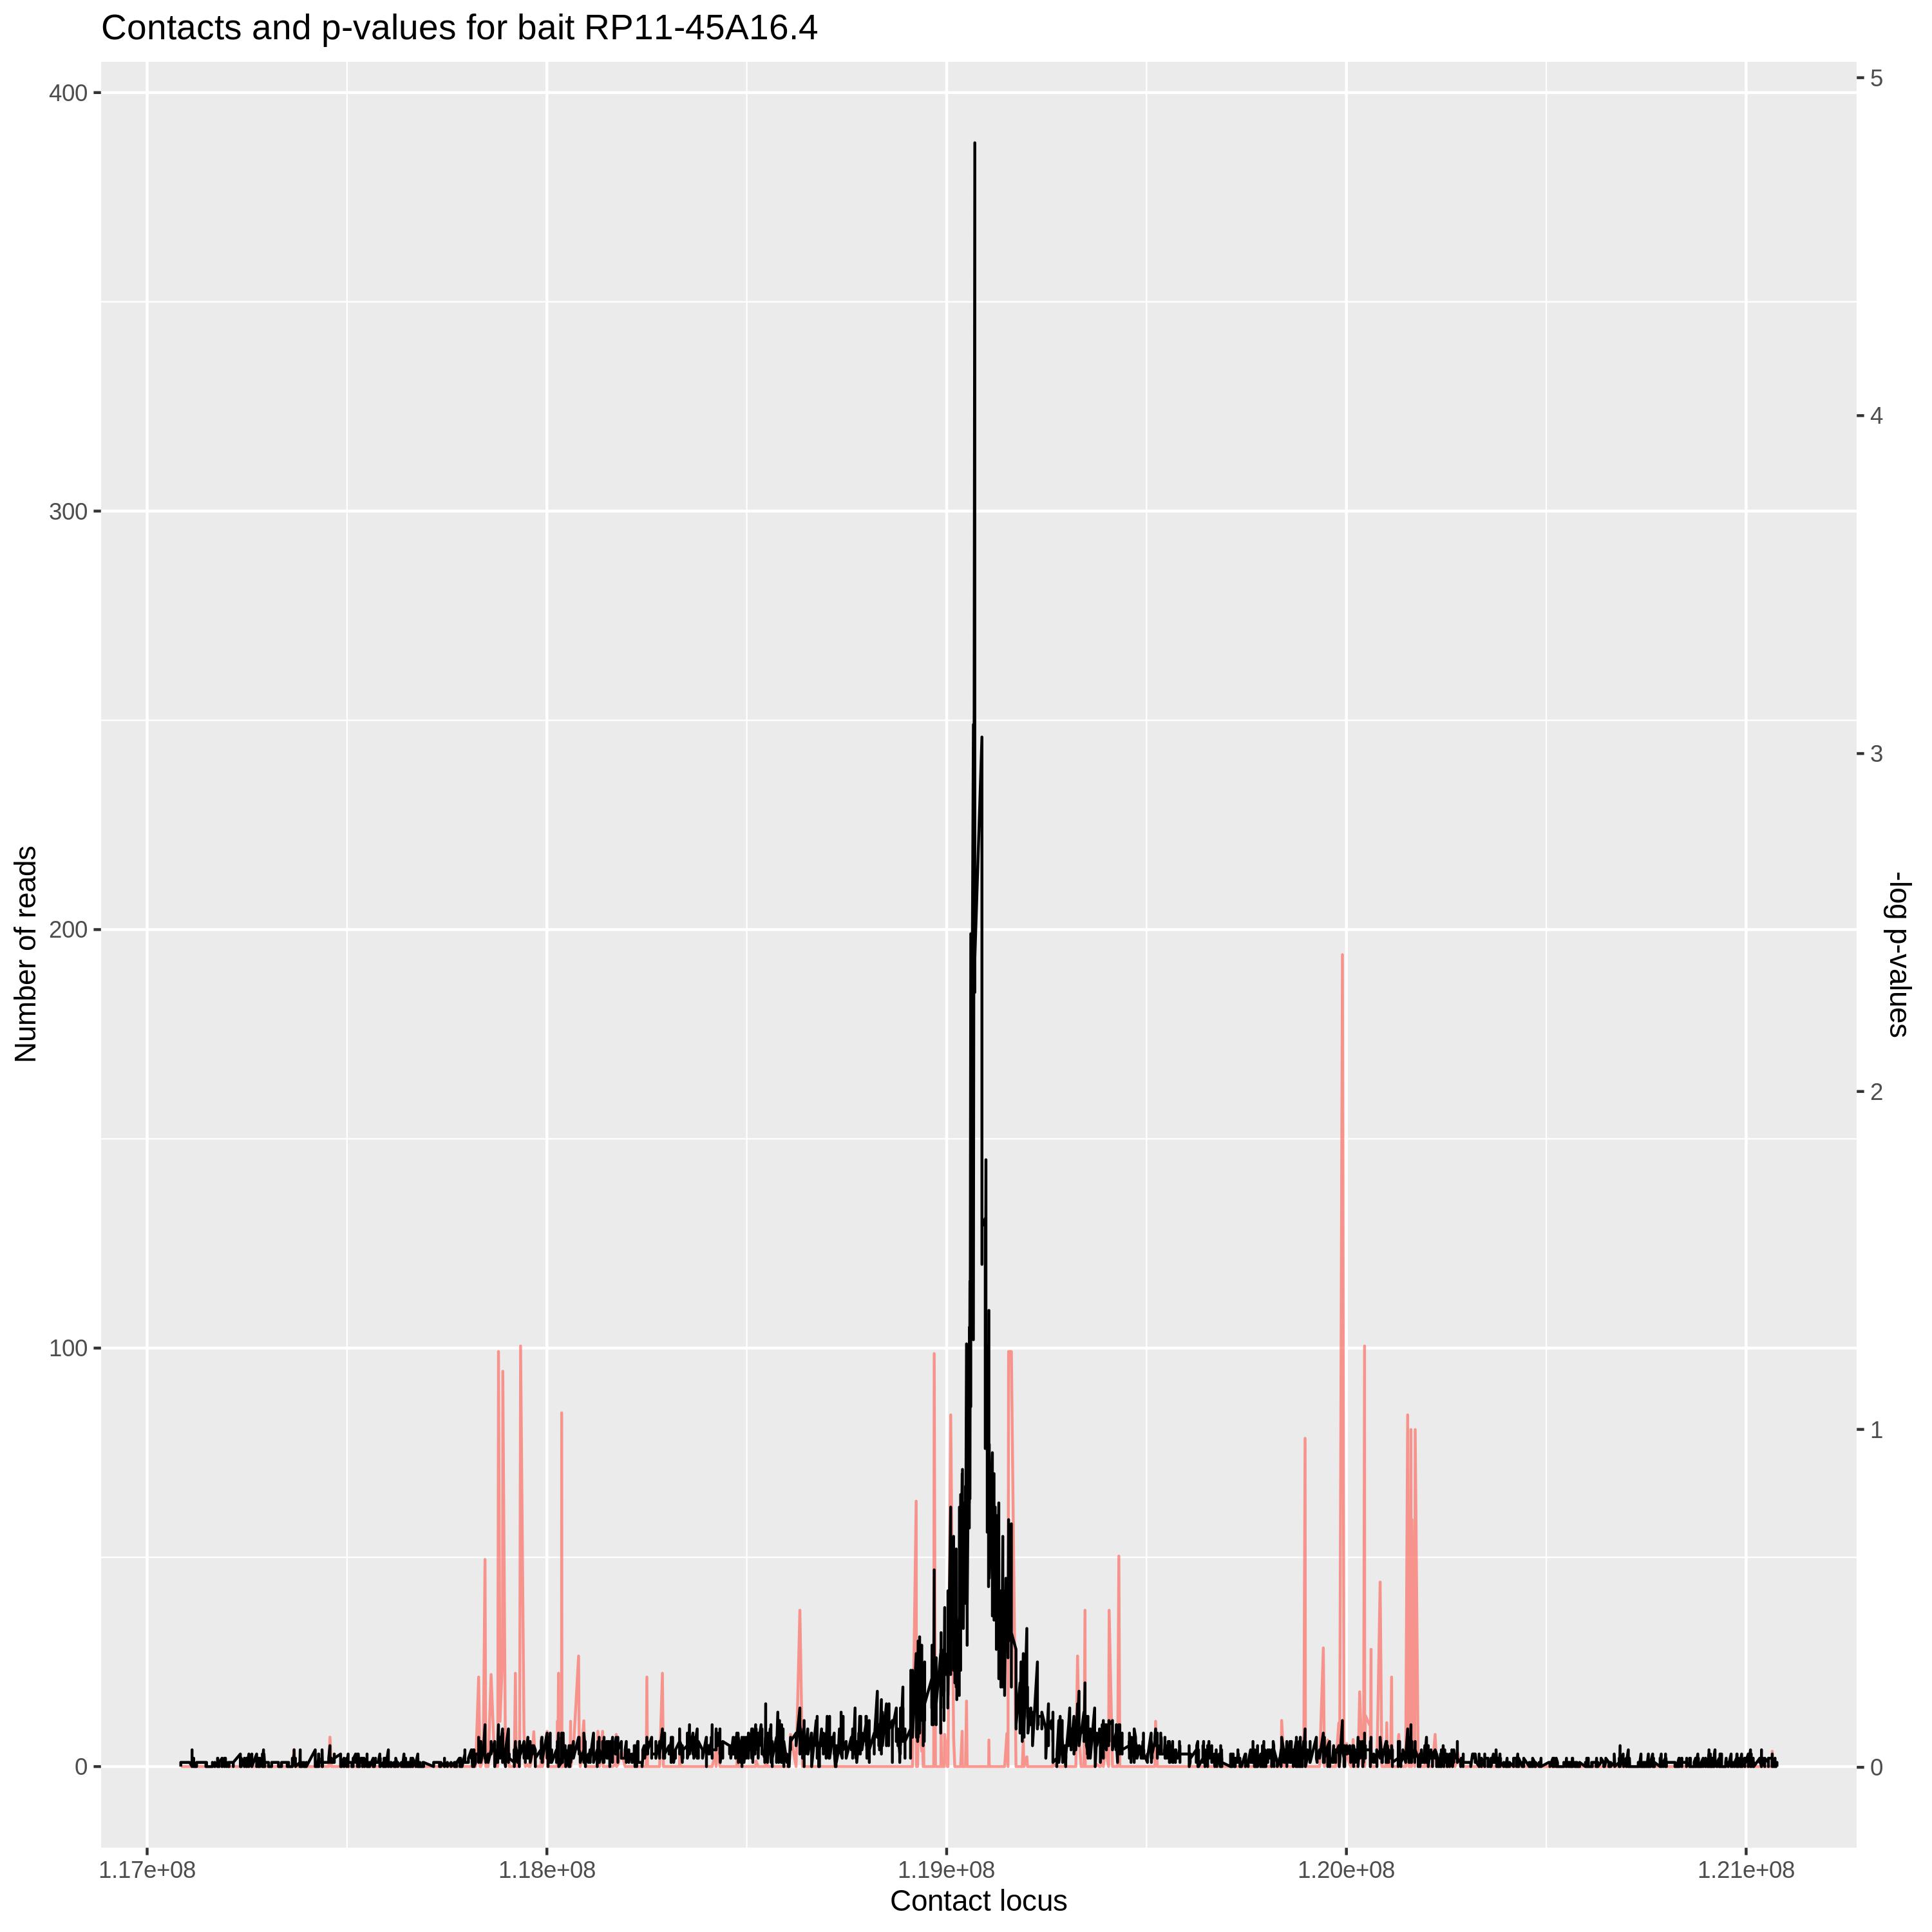 Contacts and p-values for bait RP11-45A16.4
400
300
200
100
0
Number of reads
5
4
3
2
1
0
-log p-values
1.17e+08
1.18e+08
1.19e+08
1.20e+08
1.21e+08
Contact locus